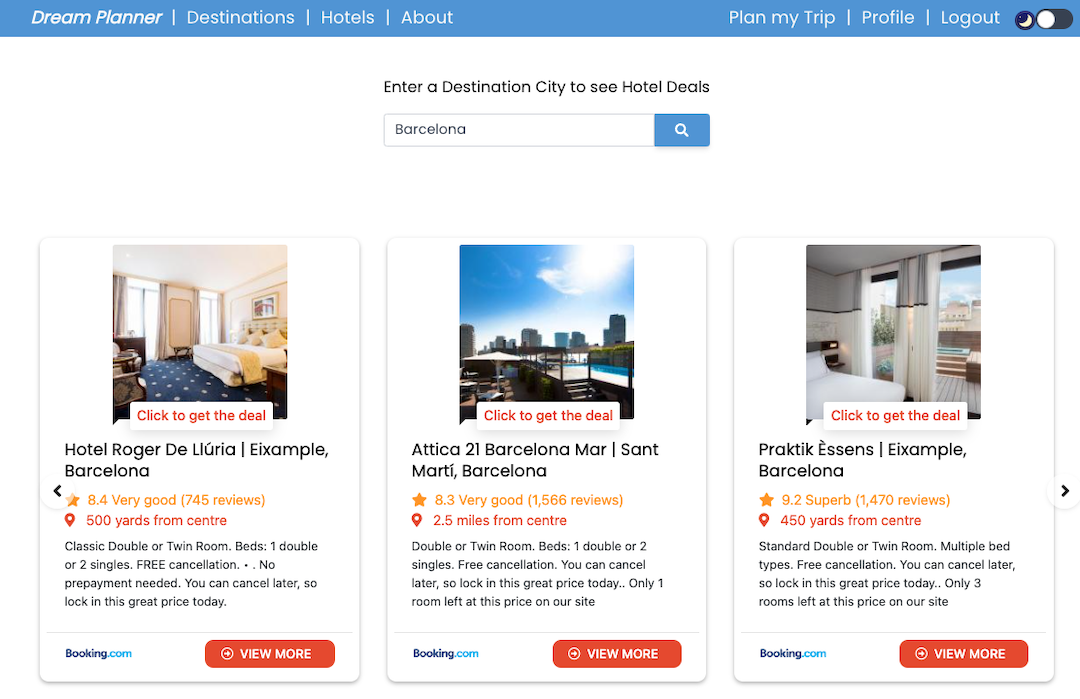 Dream Planner | Destinations | Hotels | About
Plan my Trip | Profile | Logout
Enter a Destination City to see Hotel Deals
Barcelona
Click to get the deal
Hotel Roger De Llúria | Eixample,
Barcelona
8.4 Very good (745 reviews)
500 yards from centre
Classic Double or Twin Room. Beds: 1 double
or 2 singles. FREE cancellation. • . No
prepayment needed. You can cancel later, so
lock in this great price today.
Booking.com
VIEW MORE
Click to get the deal
Attica 21 Barcelona Mar | Sant
Martí, Barcelona
8.3 Very good (1,566 reviews)
2.5 miles from centre
Double or Twin Room. Beds: 1 double or 2
singles. Free cancellation. You can cancel
later, so lock in this great price today.. Only 1
room left at this price on our site
Booking.com
VIEW MORE
Click to get the deal
Praktik Èssens | Eixample,
Barcelona
9.2 Superb (1,470 reviews)
450 yards from centre
Standard Double or Twin Room. Multiple bed
types. Free cancellation. You can cancel later,
so lock in this great price today.. Only 3
rooms left at this price on our site
Booking.com
VIEW MORE